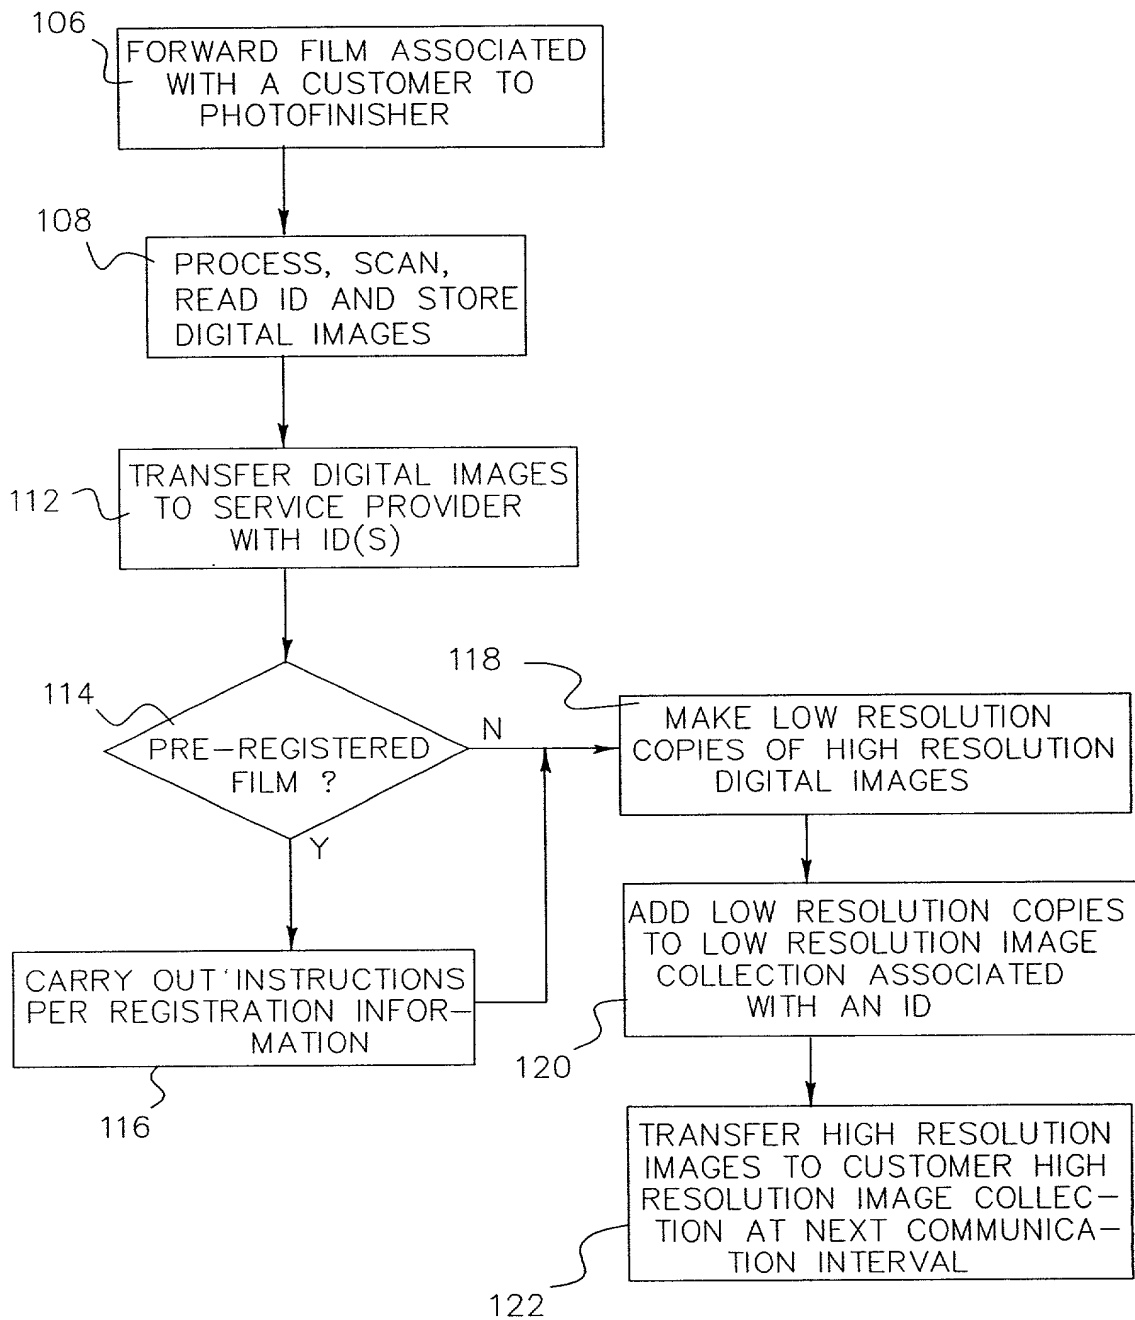 106
FORWARD FILM ASSOCIATED
WITH A CUSTOMER TO
PHOTOFINISHER
108
PROCESS, SCAN,
READ ID AND STORE
DIGITAL IMAGES
112
TRANSFER DIGITAL IMAGES
TO SERVICE PROVIDER
WITH ID(S)
114
PRE-REGISTERED
FILM ?
N
Y
CARRY OUT INSTRUCTIONS
PER REGISTRATION INFOR-
MATION
116
118
MAKE LOW RESOLUTION
COPIES OF HIGH RESOLUTION
DIGITAL IMAGES
ADD LOW RESOLUTION COPIES
TO LOW RESOLUTION IMAGE
COLLECTION ASSOCIATED
WITH AN ID
120
TRANSFER HIGH RESOLUTION
IMAGES TO CUSTOMER HIGH
RESOLUTION IMAGE COLLEC-
TION AT NEXT COMMUNICA-
TION INTERVAL
122